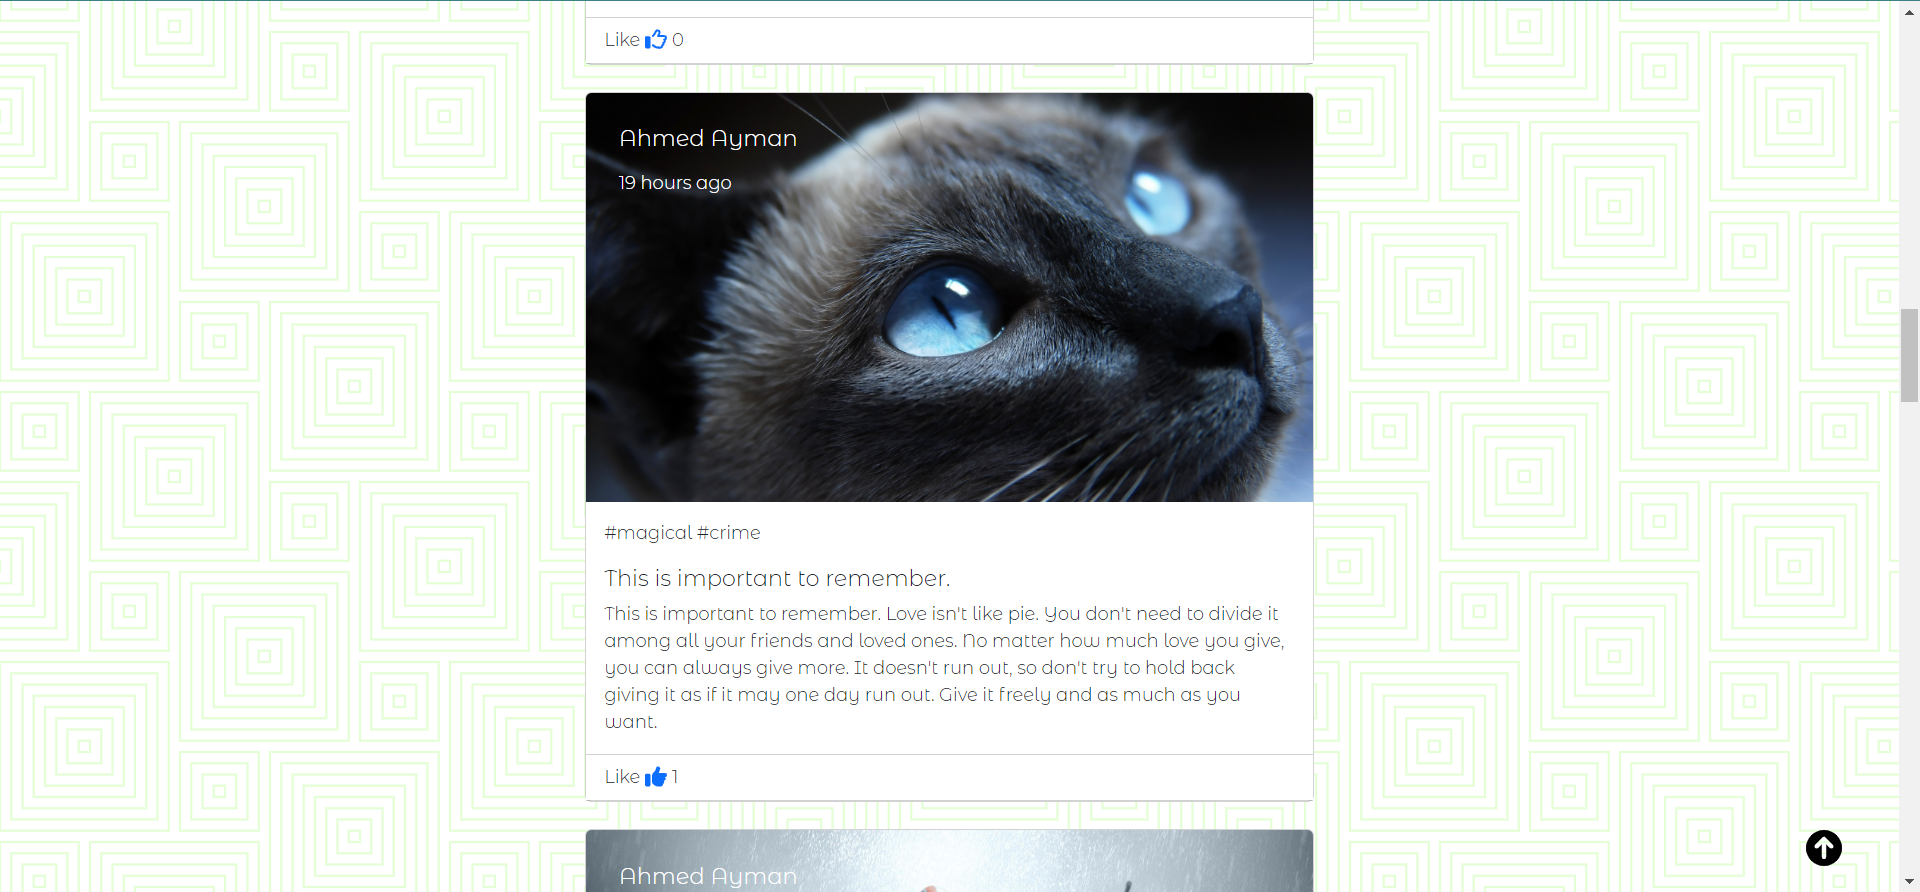 Like 0
Ahmed Ayman
19 hours ago
#magical #crime
This is important to remember.
This is important to remember. Love isn't like pie. You don't need to divide it
among all your friends and loved ones. No matter how much love you give,
you can always give more. It doesn't run out, so don't try to hold back
giving it as if it may one day run out. Give it freely and as much as you
want.
Like 1
Ahmed Ayman